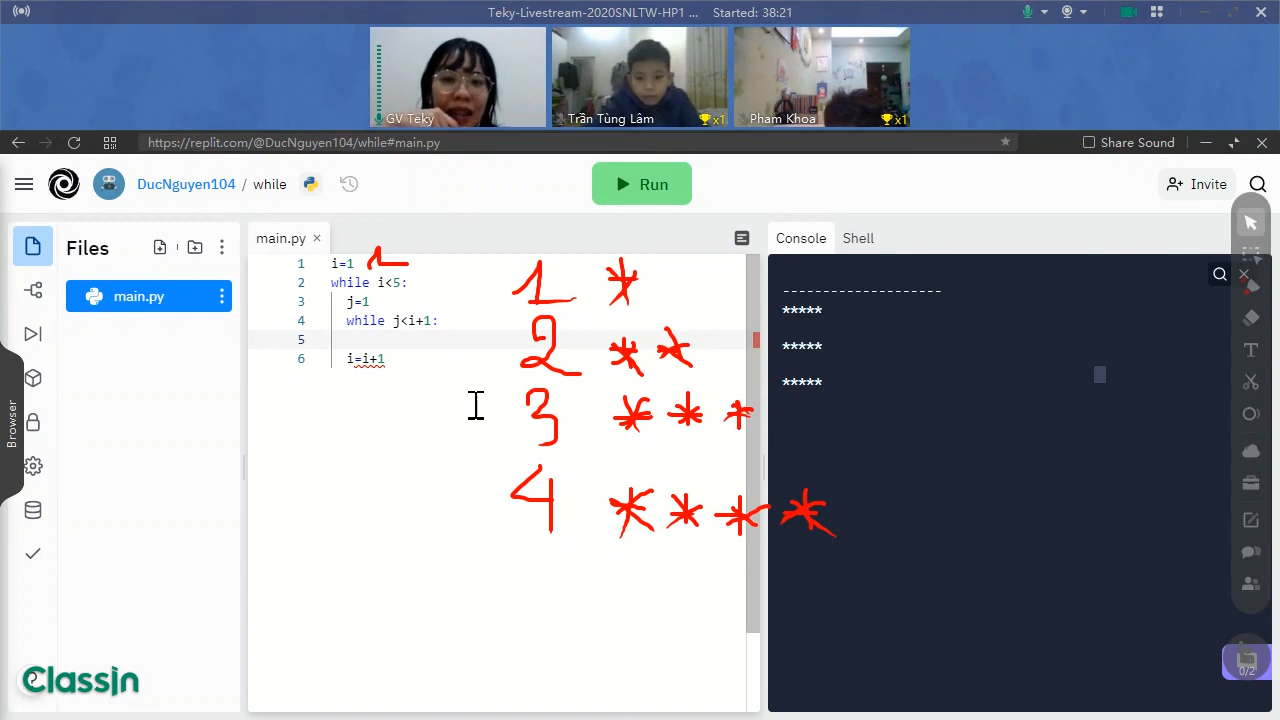 Teky-Livestream-2020SNLTW-HP1 ... Started: 38:21
GV Teky
Trần Tùng Lâm
x1
Pham Khoa
x1
https://replit.com/@DucNguyen104/while#main.py
Share Sound
DucNguyen104 / while
Run
Invite
Files
main.py
Console
Shell
main.py
1 i=1
2 while i<5:
3 j=1
4 while j<i+1:
5
6 i=i+1
1 *
2 * *
3 * * *
4 * * * *
--------------------
*****
*****
*****
Browser
ClassIn
0/2